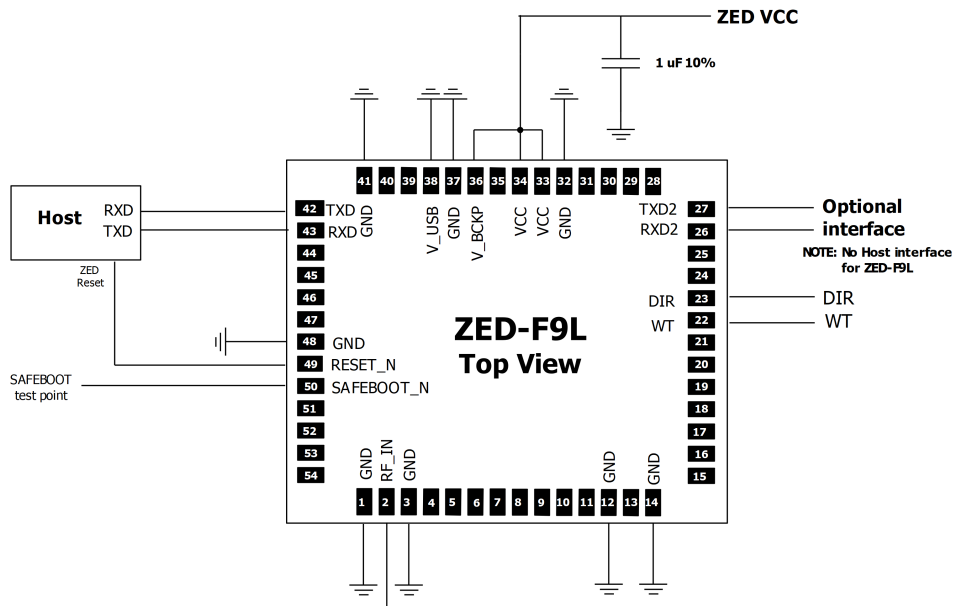 ZED VCC
1 uF 10%
41 40 39 38 37 36 35 34 33 32 31 30 29 28
GND V_USB GND V_BCKP VCC VCC GND
Host
RXD
TXD
ZED
Reset
42 TXD
43 RXD
44
45
46
47
48 GND
49 RESET_N
50 SAFEBOOT_N
51
52
53
54
SAFEBOOT
test point
ZED-F9L
Top View
TXD2 27
RXD2 26
25
24
DIR 23
WT 22
21
20
19
18
17
16
15
Optional
interface
NOTE: No Host interface
for ZED-F9L
DIR
WT
GND RF_IN GND GND GND
1 2 3 4 5 6 7 8 9 10 11 12 13 14